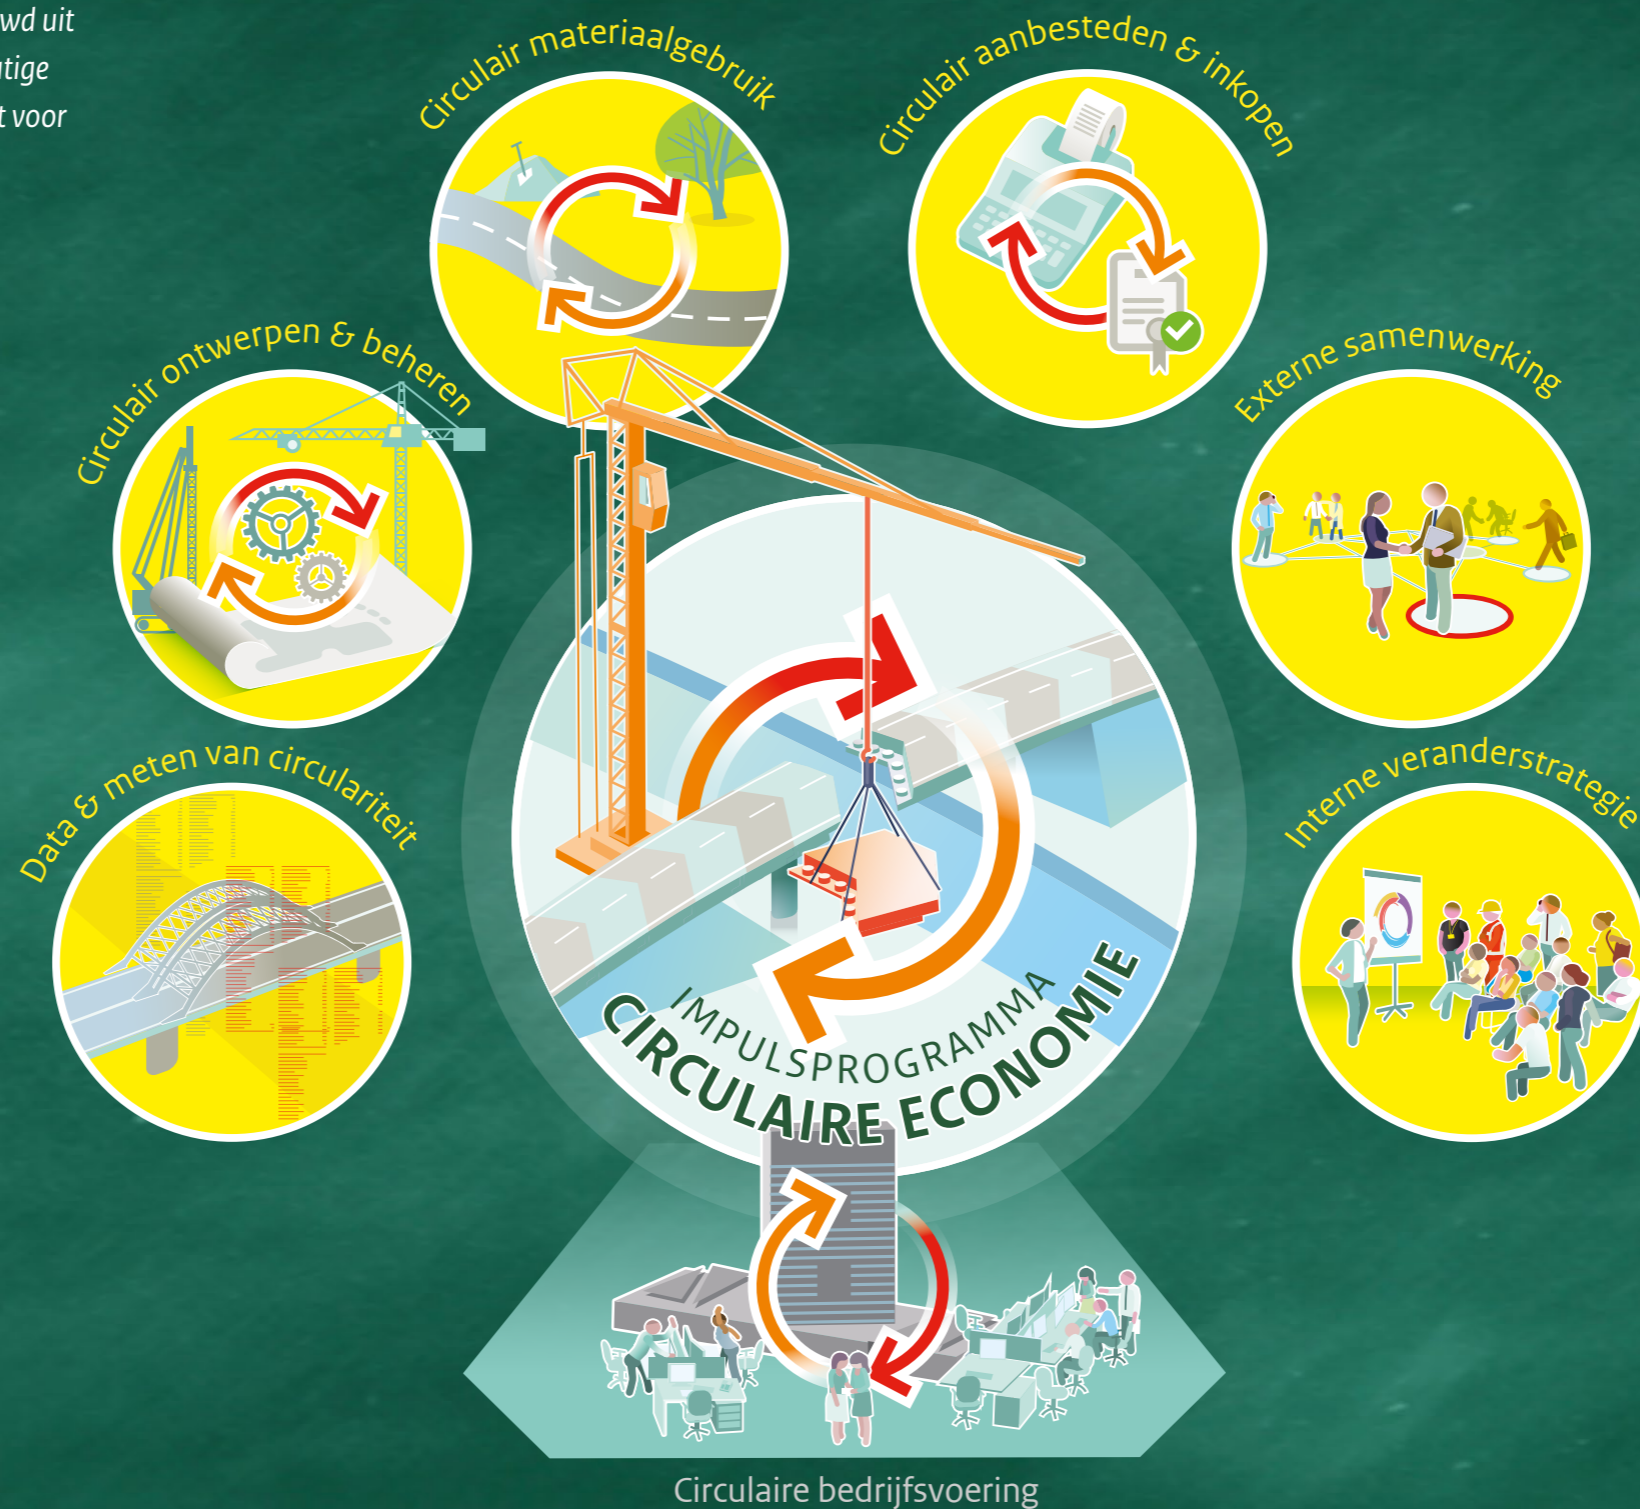 wd uit
tige
t voor
Circulair materiaalgebruik
Circulair aanbesteden & inkopen
Circulair ontwerpen & beheren
Externe samenwerking
Data & meten van circulariteit
Interne veranderstrategie
IMPULSPROGRAMMA
CIRCULAIRE ECONOMIE
Circulaire bedrijfsvoering